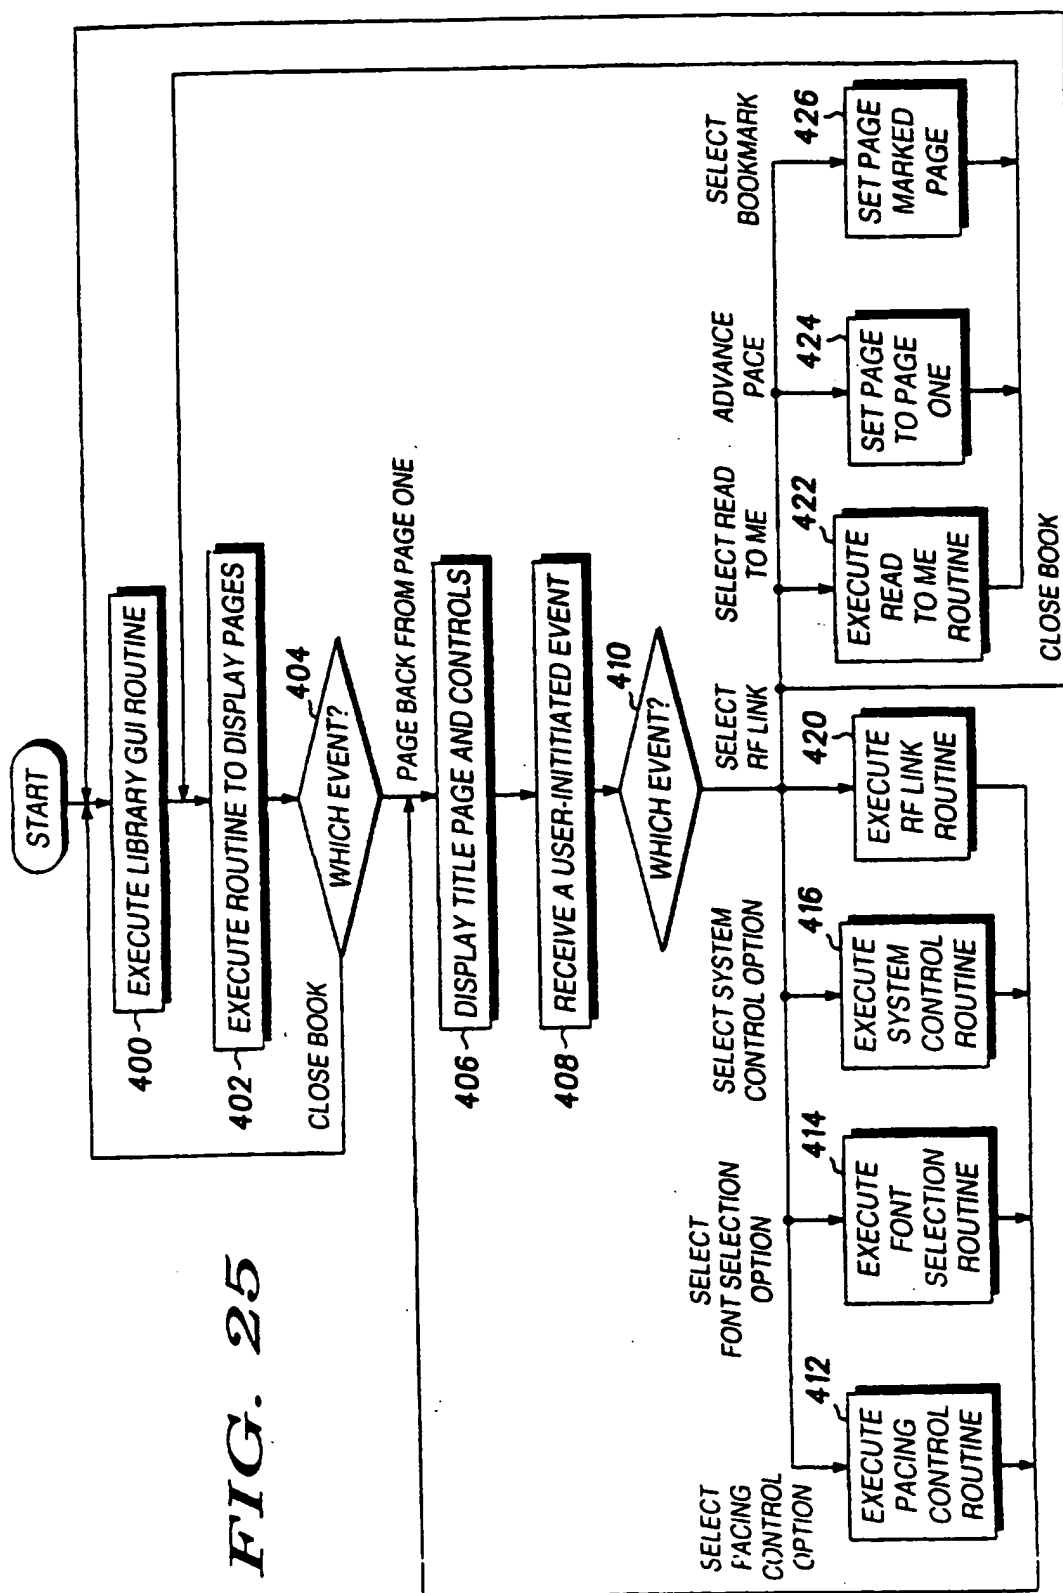 FIG. 25
START
400
EXECUTE LIBRARY GUI ROUTINE
402
EXECUTE ROUTINE TO DISPLAY PAGES
404
WHICH EVENT?
CLOSE BOOK
PAGE BACK FROM PAGE ONE
406
DISPLAY TITLE PAGE AND CONTROLS
408
RECEIVE A USER-INITITIATED EVENT
410
WHICH EVENT?
SELECT
PACING
CONTROL
OPTION
412
EXECUTE
PACING
CONTROL
ROUTINE
SELECT
FONT SELECTION
OPTION
414
EXECUTE
FONT
SELECTION
ROUTINE
SELECT SYSTEM
CONTROL OPTION
416
EXECUTE
SYSTEM
CONTROL
ROUTINE
SELECT
RF LINK
420
EXECUTE
RF LINK
ROUTINE
SELECT READ
TO ME
422
EXECUTE
READ
TO ME
ROUTINE
ADVANCE
PACE
424
SET PAGE
TO PAGE
ONE
SELECT
BOOKMARK
426
SET PAGE
MARKED
PAGE
CLOSE BOOK